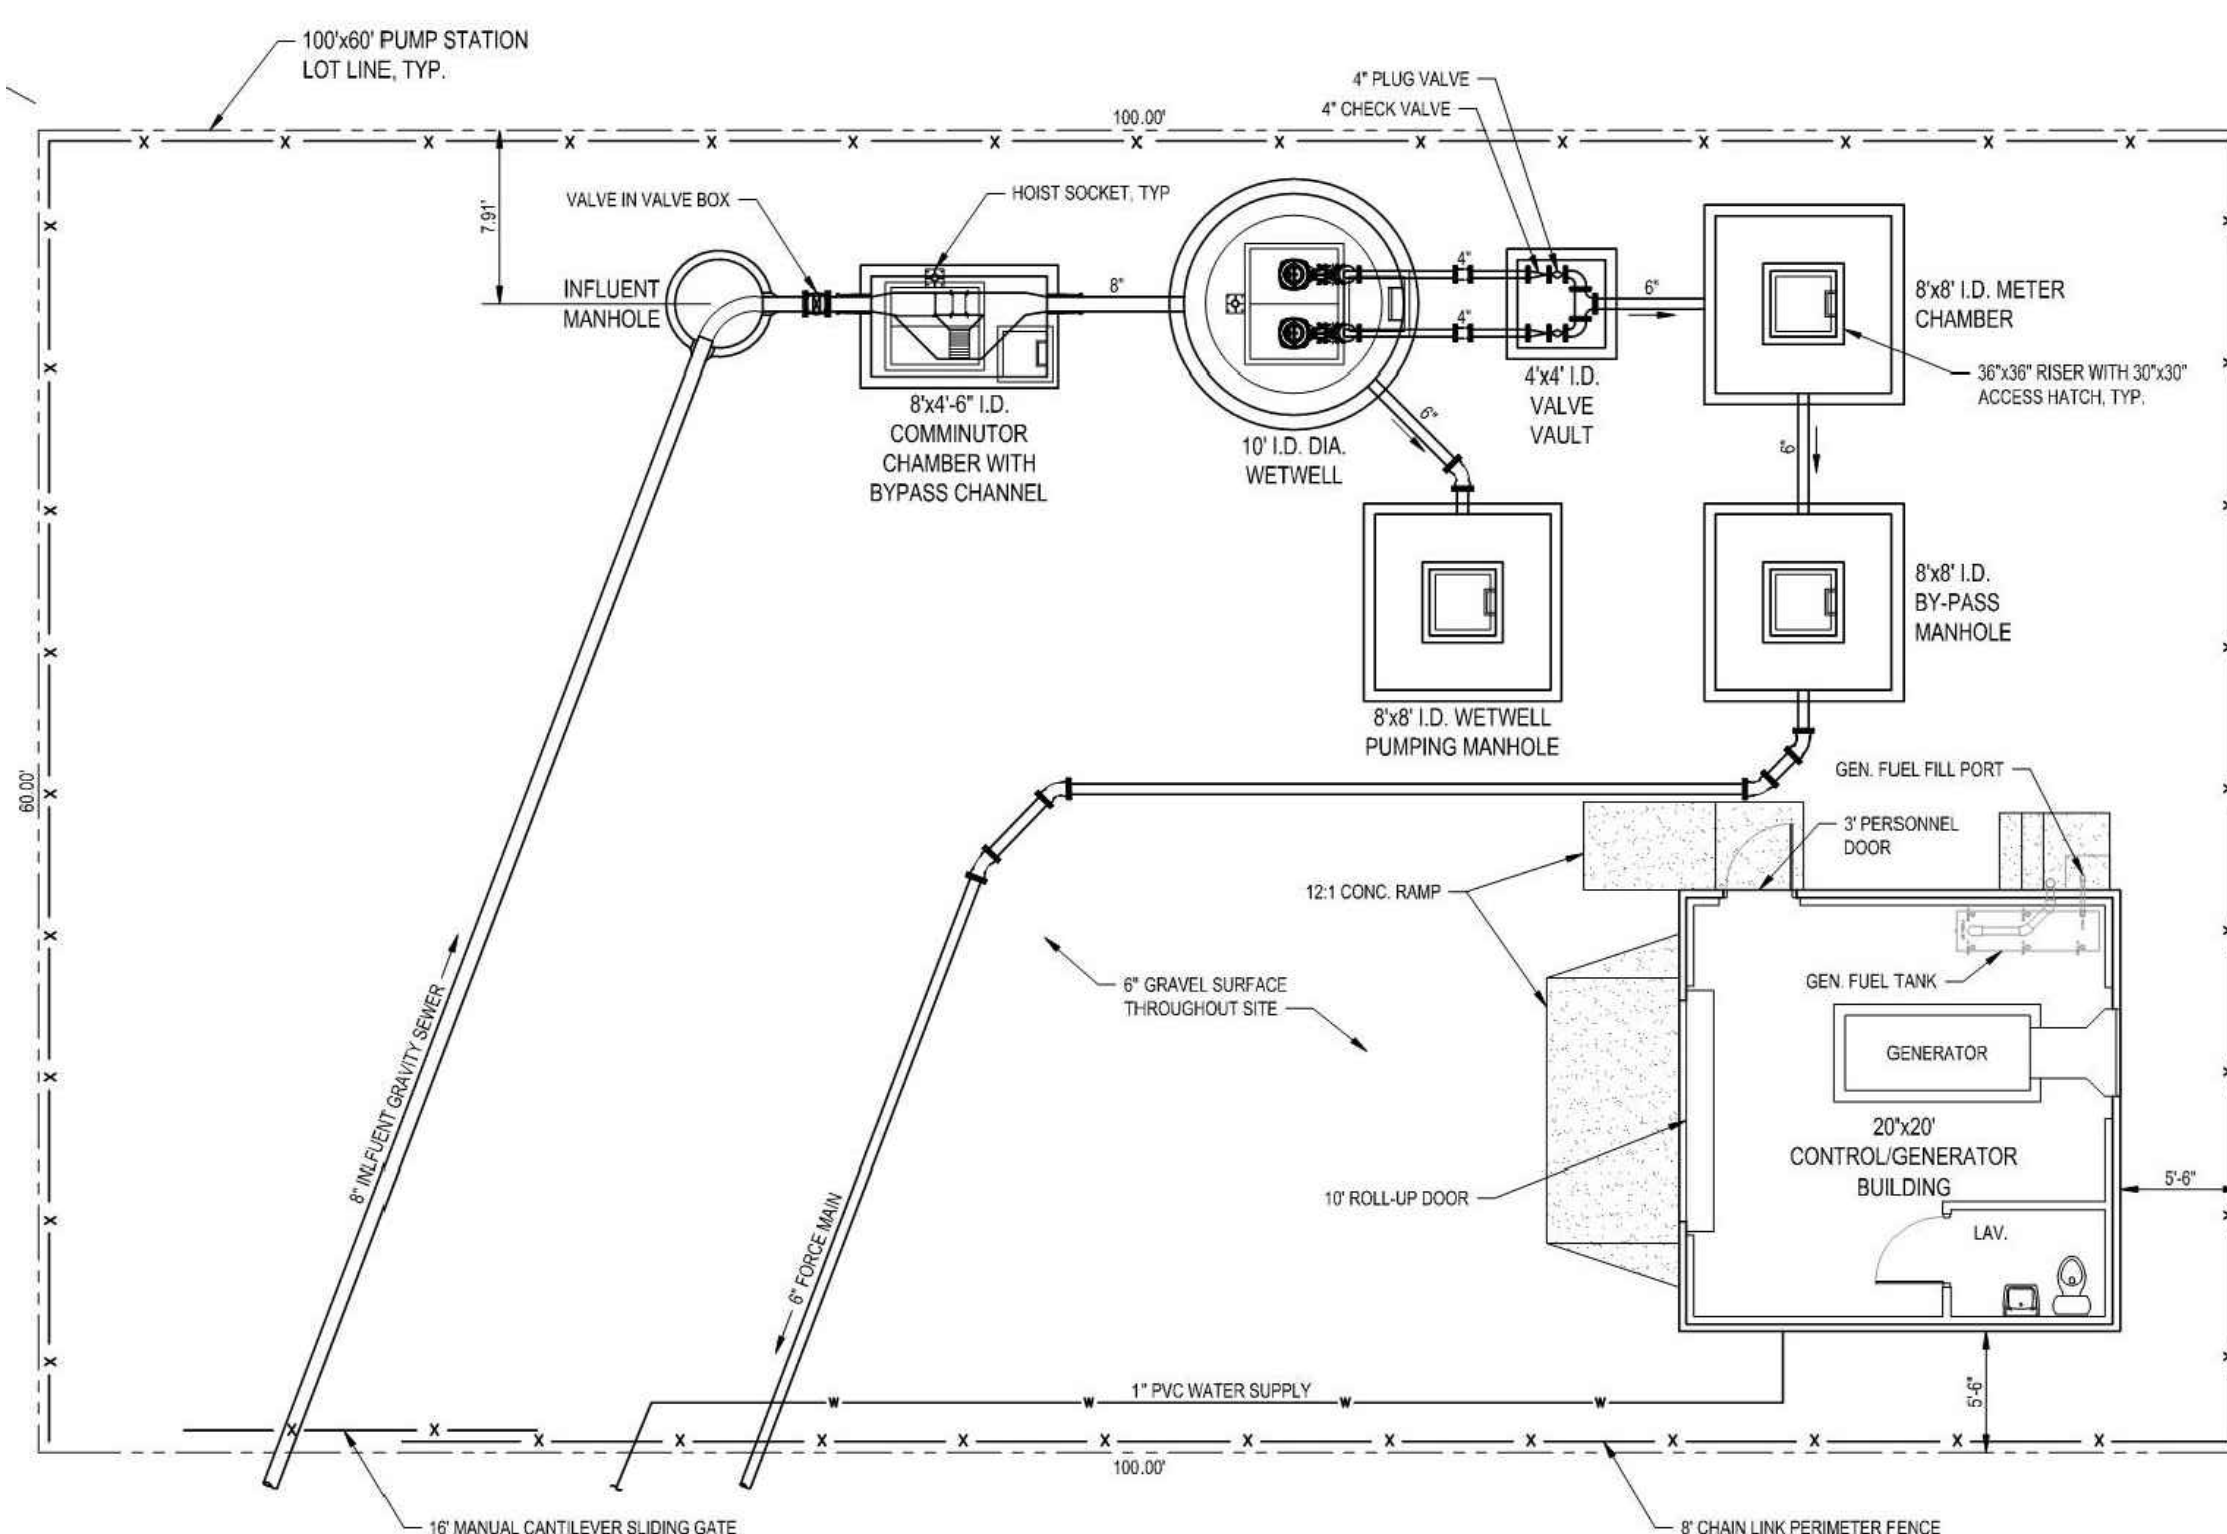 100'x60' PUMP STATION
LOT LINE, TYP.
100.00'
4" PLUG VALVE
4" CHECK VALVE
VALVE IN VALVE BOX
HOIST SOCKET, TYP
7.91'
INFLUENT
MANHOLE
8"
4"
4"
6"
8'x8' I.D. METER
CHAMBER
36"x36" RISER WITH 30"x30"
ACCESS HATCH, TYP.
8'x4'-6" I.D.
COMMINUTOR
CHAMBER WITH
BYPASS CHANNEL
10' I.D. DIA.
WETWELL
4'x4' I.D.
VALVE
VAULT
6"
6"
8'x8' I.D.
BY-PASS
MANHOLE
8'x8' I.D. WETWELL
PUMPING MANHOLE
60.00'
GEN. FUEL FILL PORT
3' PERSONNEL
DOOR
12:1 CONC. RAMP
6" GRAVEL SURFACE
THROUGHOUT SITE
GEN. FUEL TANK
GENERATOR
20"x20'
CONTROL/GENERATOR
BUILDING
8" INLFUENT GRAVITY SEWER
6" FORCE MAIN
10' ROLL-UP DOOR
5'-6"
LAV.
1" PVC WATER SUPPLY
W W W W
5'-6"
100.00'
16' MANUAL CANTILEVER SLIDING GATE
8' CHAIN LINK PERIMETER FENCE